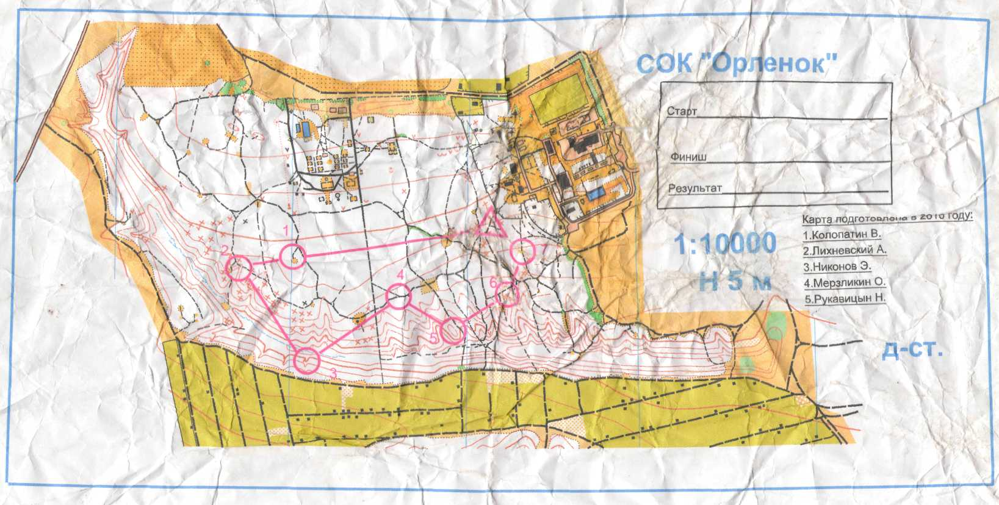 СОК "Орленок"
Старт
Финиш
Результат
Карта подготовлена в 2010 году:
1.Колопатин В.
2.Лихневский А.
3.Никонов Э.
4.Мерзликин О.
5.Рукавицын Н.
1:10000
Н 5 м
д-ст.
1
2
3
4
5
6
7